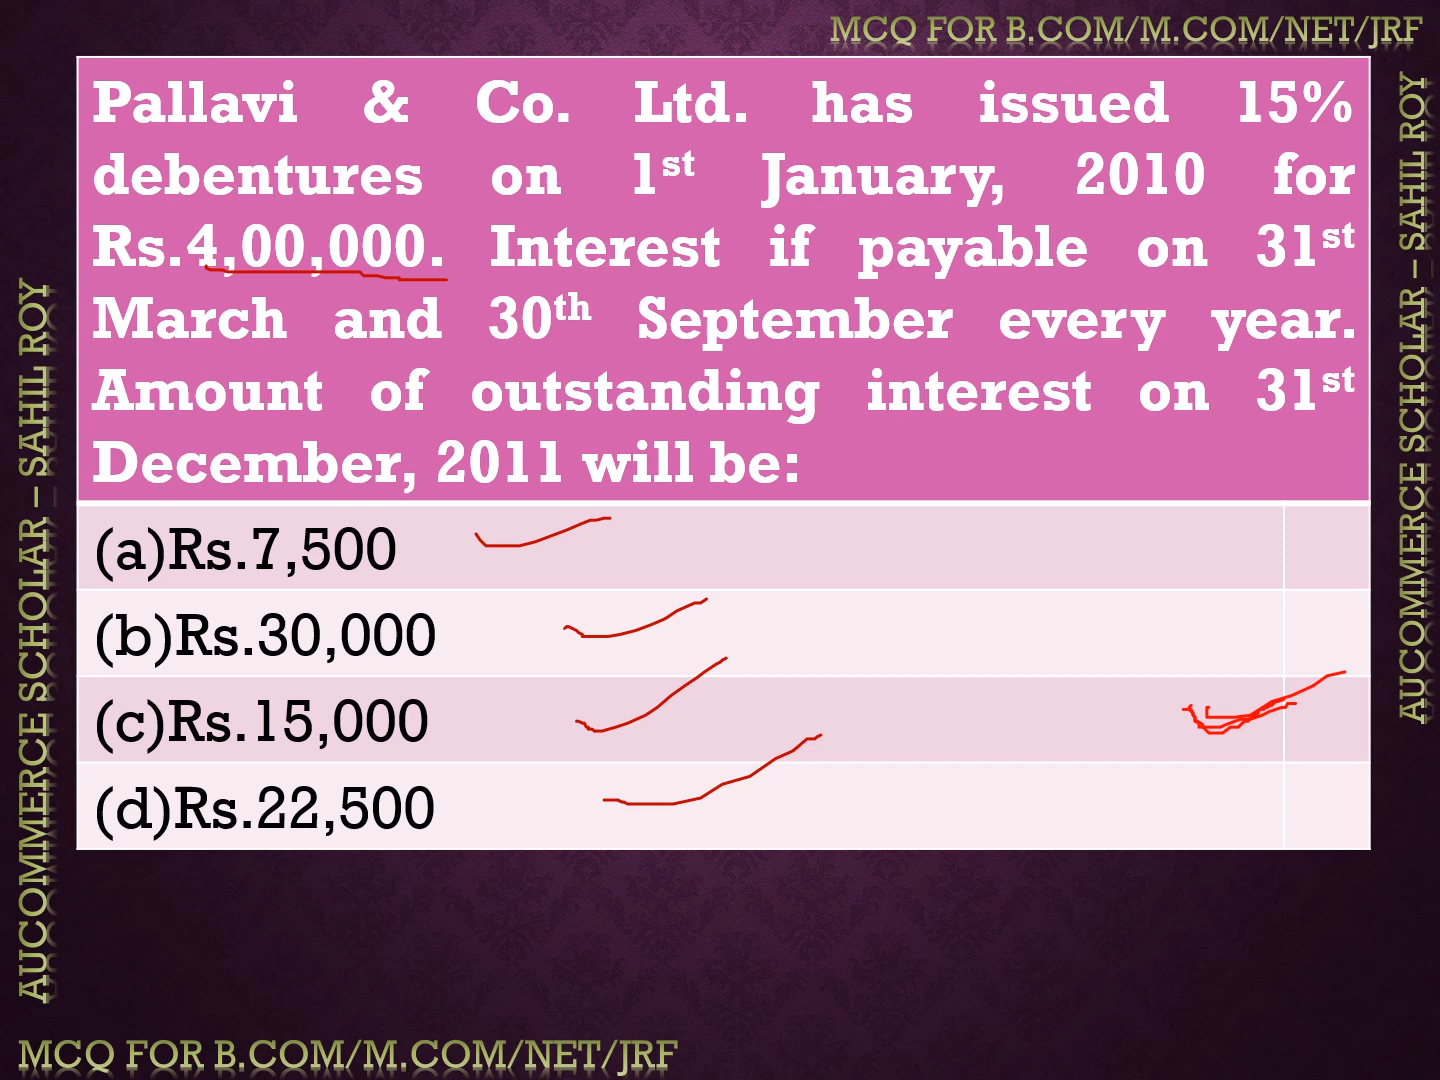 MCQ FOR B.COM/M.COM/NET/JRF
Pallavi & Co. Ltd. has issued 15%
debentures on 1st January, 2010 for
Rs.4,00,000. Interest if payable on 31st
March and 30th September every year.
Amount of outstanding interest on 31st
December, 2011 will be:
(a)Rs.7,500
(b)Rs.30,000
(c)Rs.15,000
(d)Rs.22,500
AUCOMMERCE SCHOLAR – SAHIL ROY
AUCOMMERCE SCHOLAR – SAHIL ROY
MCQ FOR B.COM/M.COM/NET/JRF